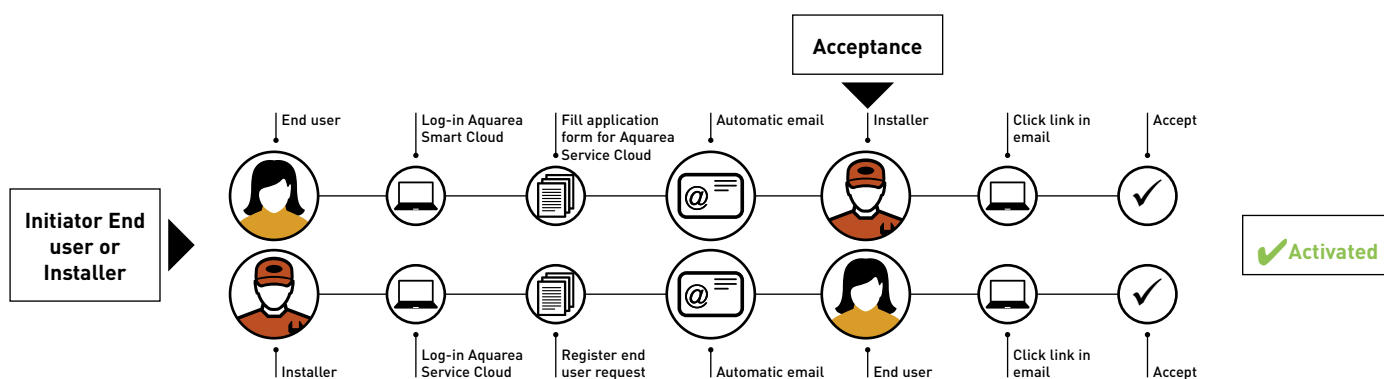 Acceptance
End user
Log-in Aquarea
Smart Cloud
Fill application
form for Aquarea
Service Cloud
Automatic email
Installer
Click link in
email
Accept
Initiator End
user or
Installer
@
@
Activated
Installer
Log-in Aquarea
Service Cloud
Register end
user request
Automatic email
End user
Click link in
email
Accept